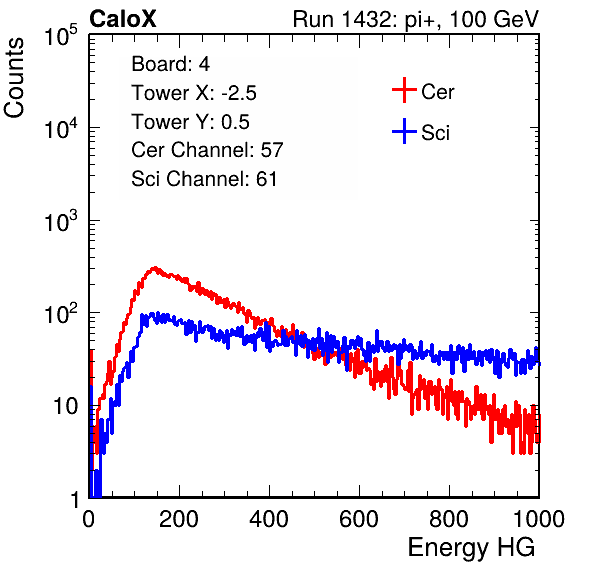 CaloX Run 1432: pi+, 100 GeV
Counts
10^5
10^4
10^3
10^2
10
1
Board: 4
Tower X: -2.5
Tower Y: 0.5
Cer Channel: 57
Sci Channel: 61
Cer
Sci
0 200 400 600 800 1000
Energy HG